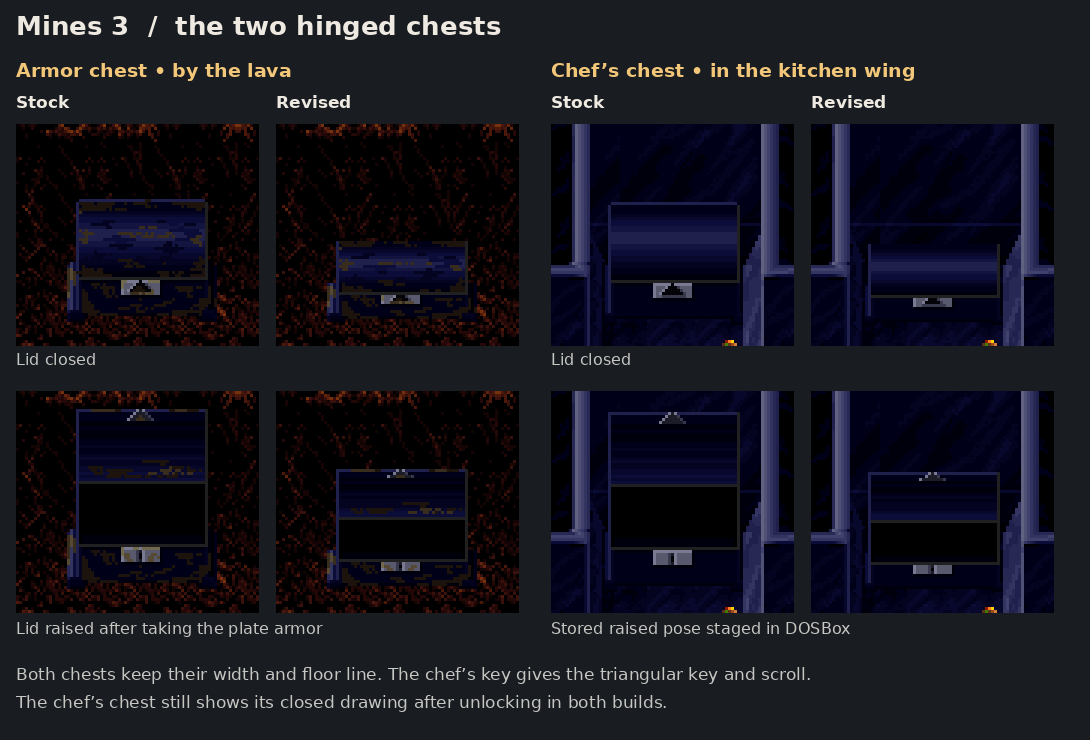 Mines 3 / the two hinged chests
Armor chest • by the lava
Chef’s chest • in the kitchen wing
Stock
Revised
Stock
Revised
Lid closed
Lid closed
Lid raised after taking the plate armor
Stored raised pose staged in DOSBox
Both chests keep their width and floor line. The chef’s key gives the triangular key and scroll.
The chef’s chest still shows its closed drawing after unlocking in both builds.